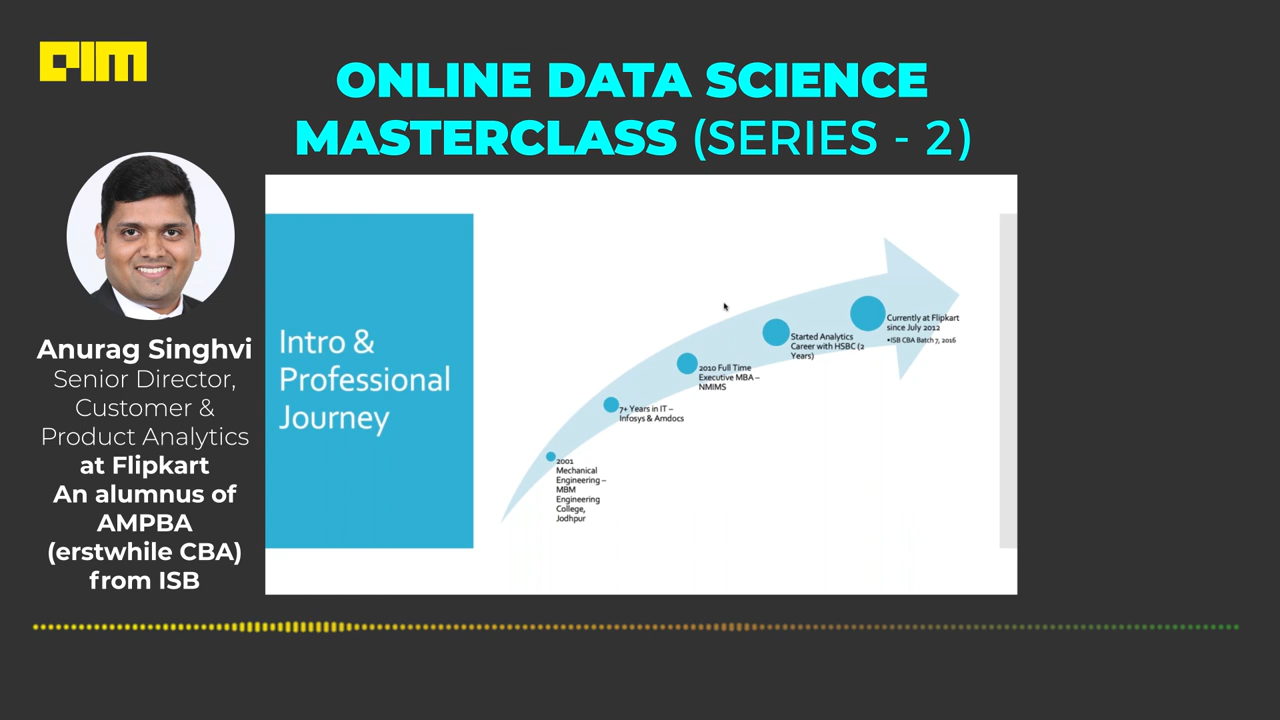 AIM
ONLINE DATA SCIENCE
MASTERCLASS (SERIES - 2)
Anurag Singhvi
Senior Director,
Customer &
Product Analytics
at Flipkart
An alumnus of
AMPBA
(erstwhile CBA)
from ISB
Intro &
Professional
Journey
2001
Mechanical
Engineering –
MBM
Engineering
College,
Jodhpur
7+ Years in IT –
Infosys & Amdocs
2010 Full Time
Executive MBA –
NMIMS
Started Analytics
Career with HSBC (2
Years)
Currently at Flipkart
since July 2012
•ISB CBA Batch 7, 2016